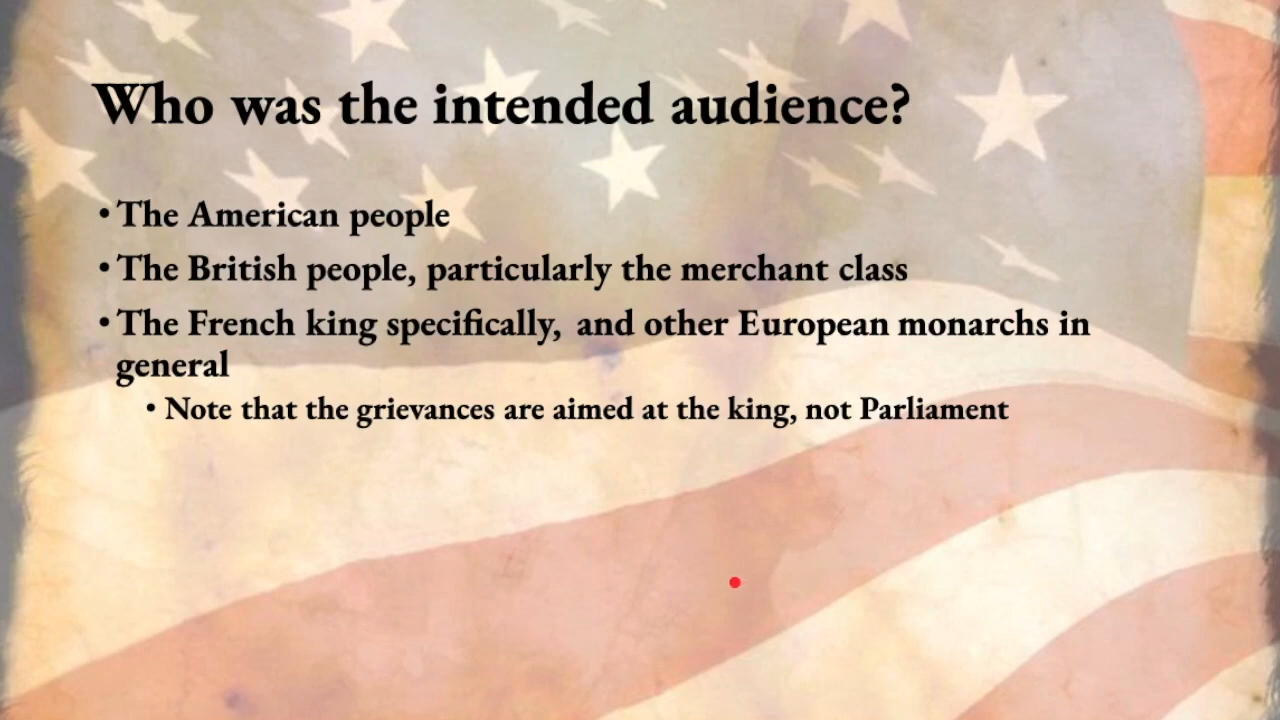 Who was the intended audience?
• The American people
• The British people, particularly the merchant class
• The French king specifically, and other European monarchs in
general
• Note that the grievances are aimed at the king, not Parliament